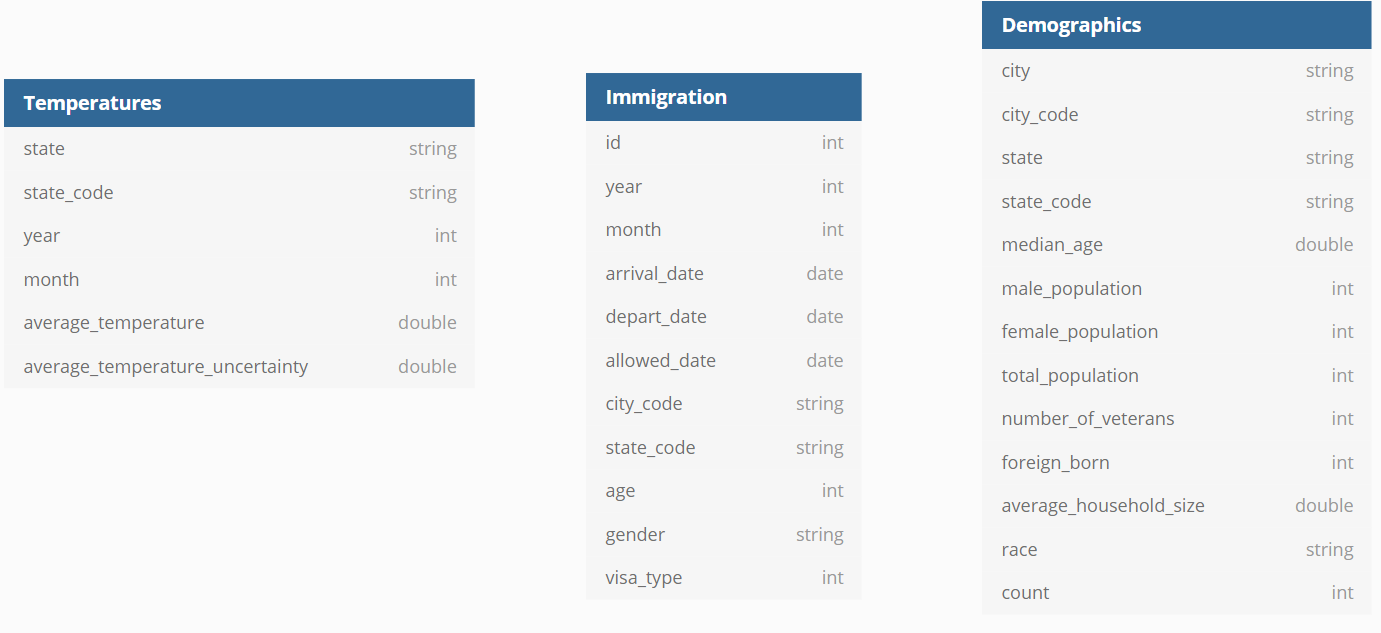 Temperatures
state string
state_code string
year int
month int
average_temperature double
average_temperature_uncertainty double
Immigration
id int
year int
month int
arrival_date date
depart_date date
allowed_date date
city_code string
state_code string
age int
gender string
visa_type int
Demographics
city string
city_code string
state string
state_code string
median_age double
male_population int
female_population int
total_population int
number_of_veterans int
foreign_born int
average_household_size double
race string
count int